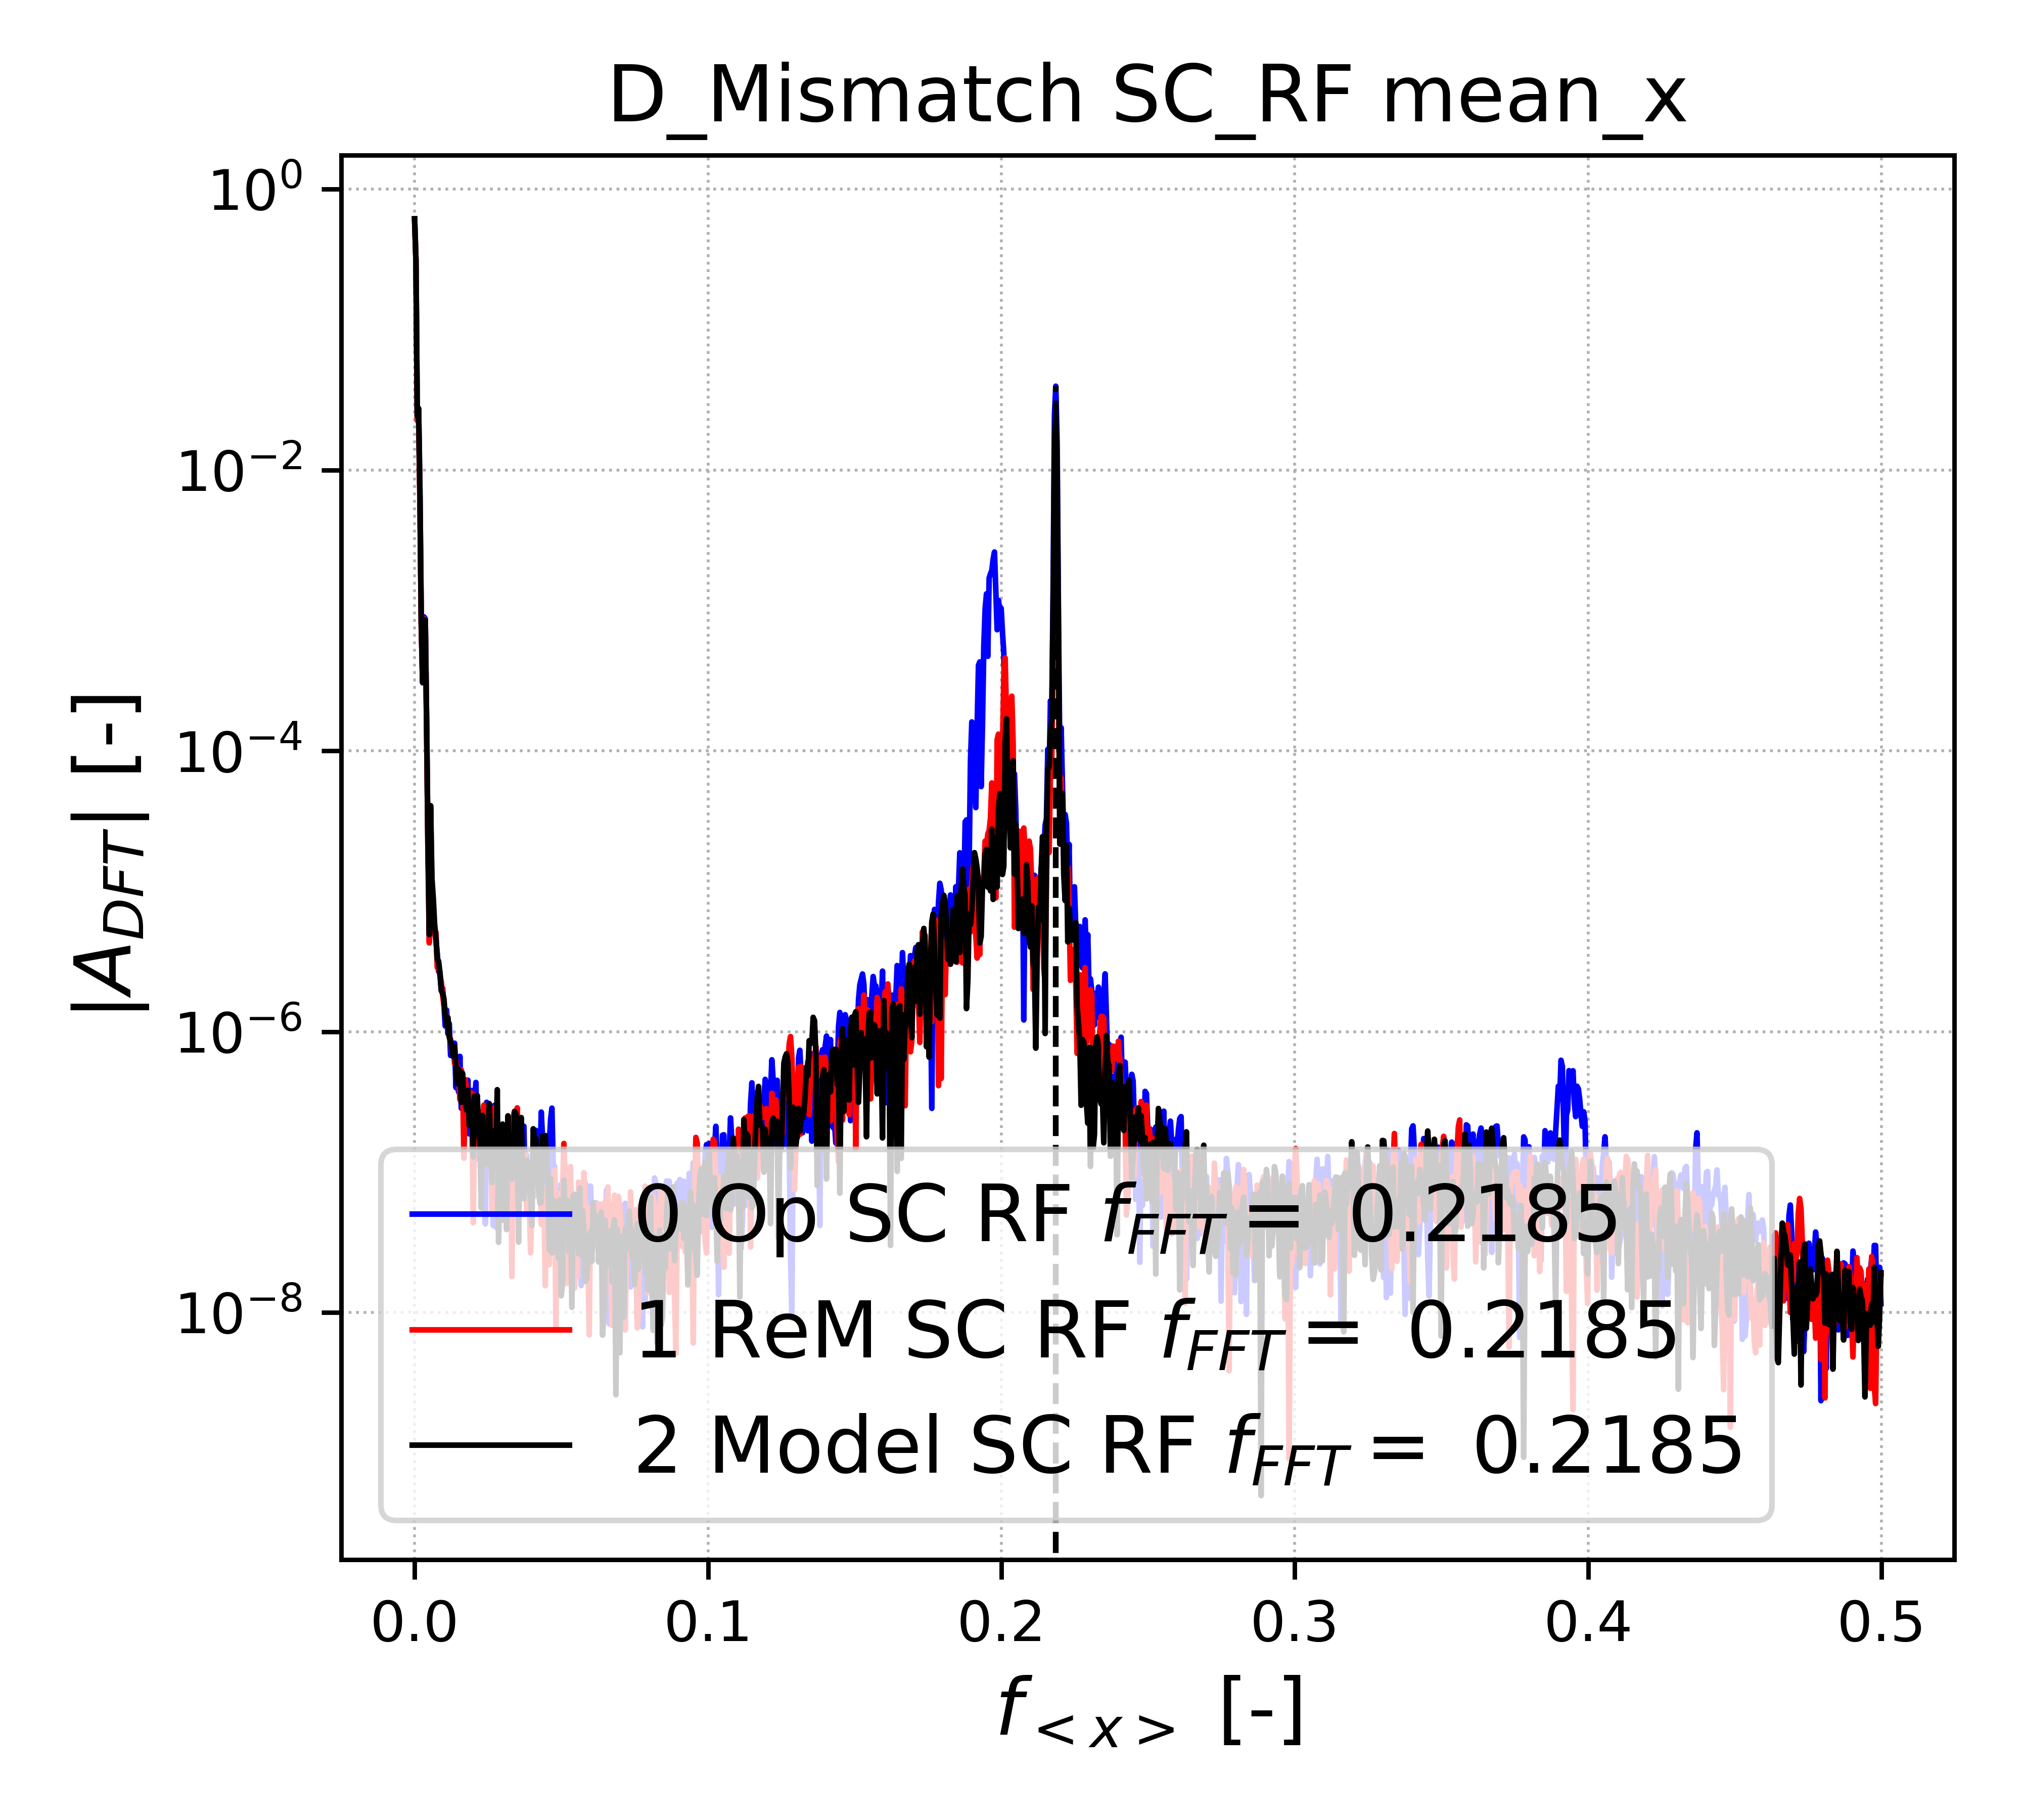 D_Mismatch SC_RF mean_x
10⁰
10⁻²
10⁻⁴
10⁻⁶
10⁻⁸
|A_DFT| [-]
0 Op SC RF f_FFT = 0.2185
1 ReM SC RF f_FFT = 0.2185
2 Model SC RF f_FFT = 0.2185
0.0 0.1 0.2 0.3 0.4 0.5
f_<x> [-]